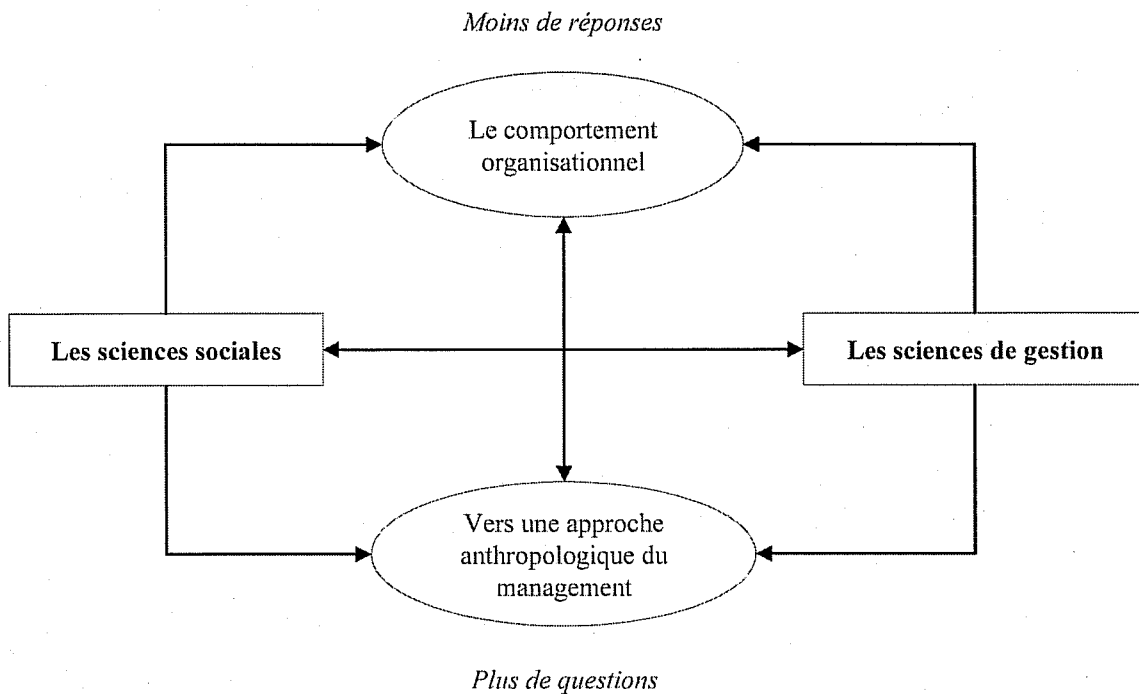 Moins de réponses
Le comportement
organisationnel
Les sciences sociales
Les sciences de gestion
Vers une approche
anthropologique du
management
Plus de questions